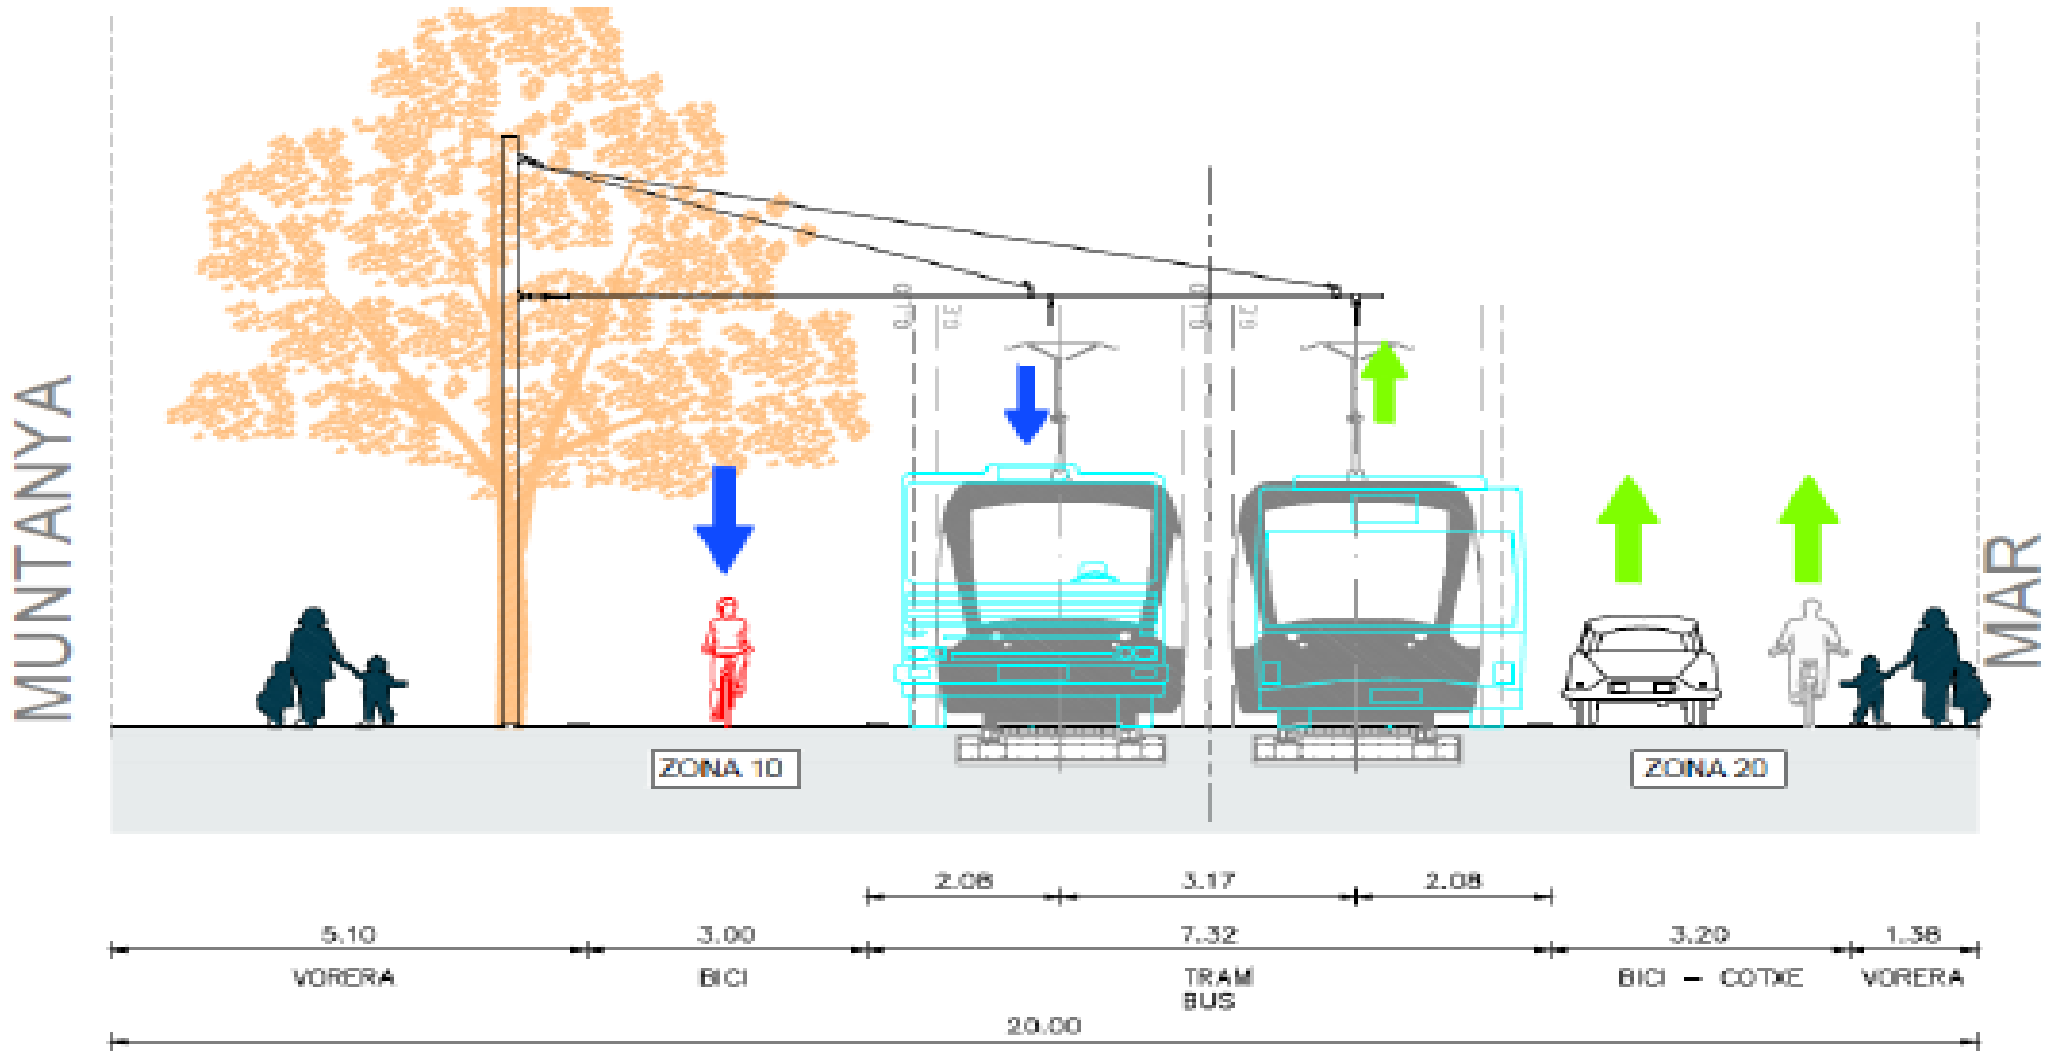 MUNTANYA
MAR
ZONA 10
ZONA 20
2.08
3.17
2.08
5.10
3.00
7.32
3.20
1.38
VORERA
BICI
TRAM
BUS
BICI – COTXE
VORERA
20.00